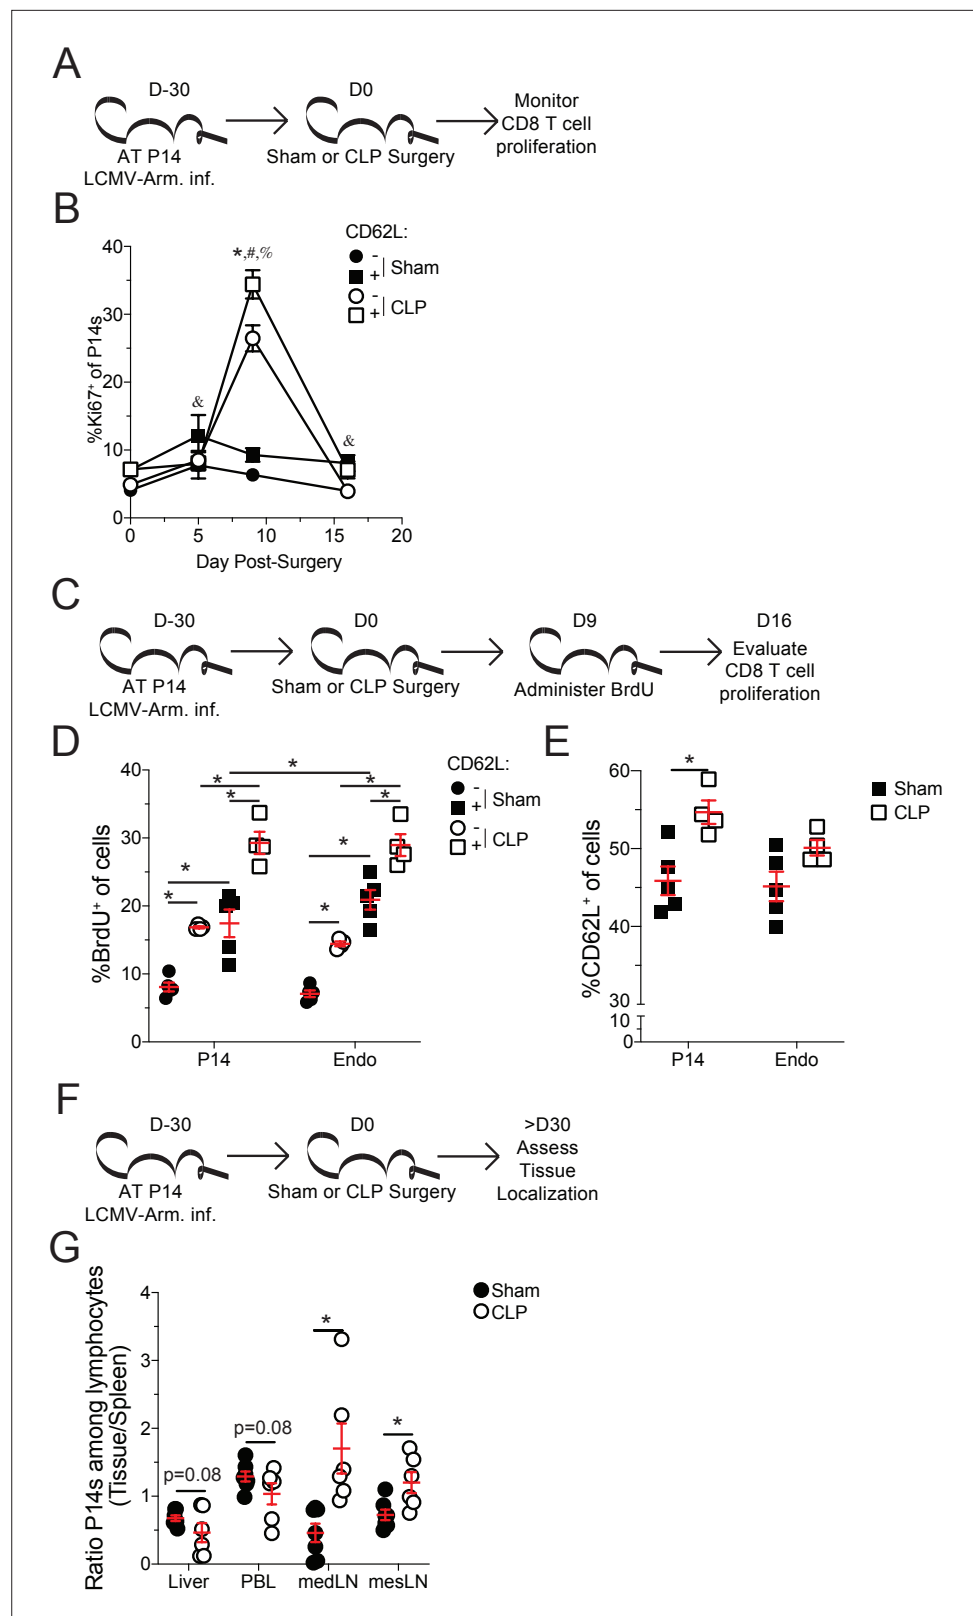 A
D-30
D0
Monitor
CD8 T cell
proliferation
AT P14
LCMV-Arm. inf.
Sham or CLP Surgery
B
%Ki67+ of P14s
40
30
20
10
0
*,#,%
&
&
0 5 10 15 20
Day Post-Surgery
CD62L:
-
+ Sham
-
+ CLP
C
D-30
D0
D9
D16
Evaluate
CD8 T cell
proliferation
AT P14
LCMV-Arm. inf.
Sham or CLP Surgery
Administer BrdU
D
%BrdU+ of cells
40
30
20
10
0
*
* *
* *
*
*
*
*
P14 Endo
CD62L:
-
+ Sham
-
+ CLP
E
%CD62L+ of cells
60
50
40
30
10
0
*
P14 Endo
Sham
CLP
F
D-30
D0
>D30
Assess
Tissue
Localization
AT P14
LCMV-Arm. inf.
Sham or CLP Surgery
G
Ratio P14s among lymphocytes
(Tissue/Spleen)
4
3
2
1
0
p=0.08
p=0.08
*
*
Liver PBL medLN mesLN
Sham
CLP